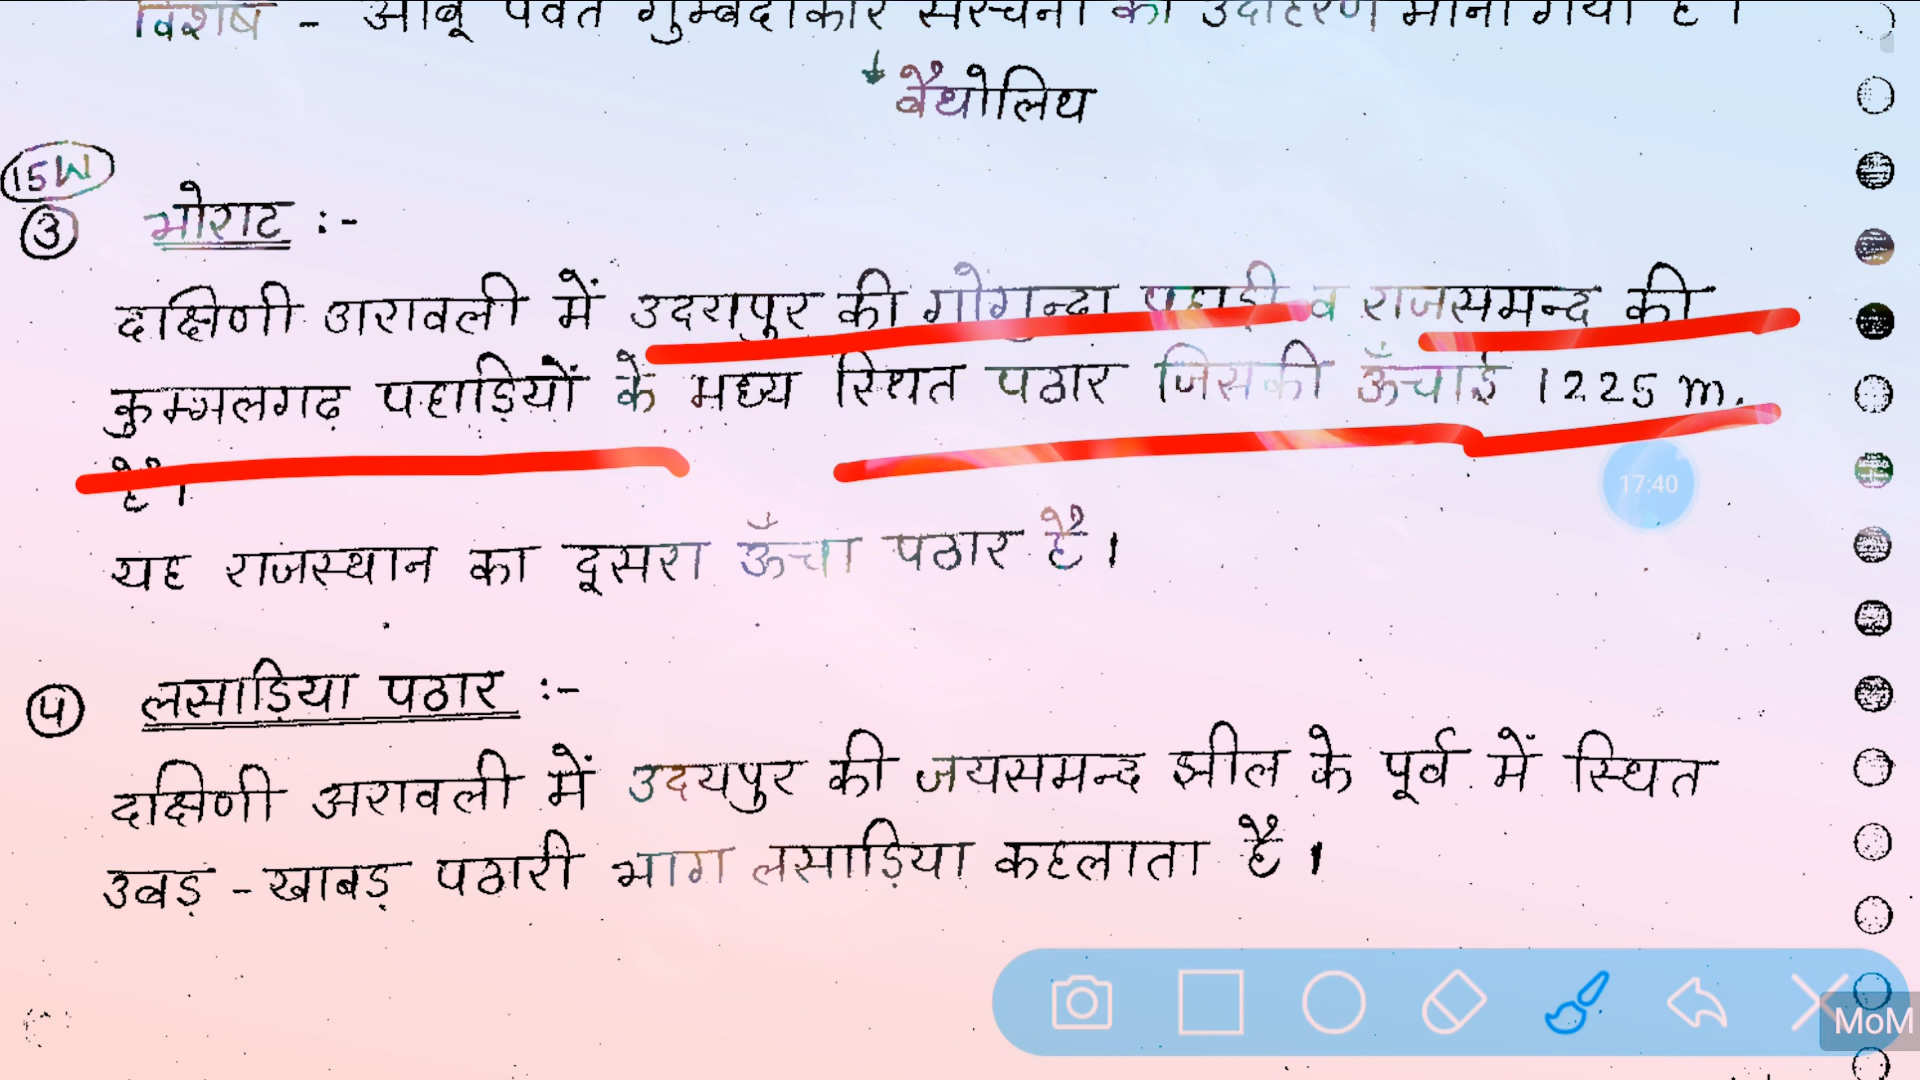 विशेष - आबू पर्वत गुम्बदाकार संरचना का उदाहरण माना गया है।
↓ बैथोलिथ
15W
③ भोराट :-
दक्षिणी अरावली में उदयपुर की गोगुन्दा पहाड़ी व राजसमन्द की
कुम्भलगढ़ पहाड़ियों के मध्य स्थित पठार जिसकी ऊँचाई 1225 m.
है।
17:40
यह राजस्थान का दूसरा ऊँचा पठार है।
④ लसाड़िया पठार :-
दक्षिणी अरावली में उदयपुर की जयसमन्द झील के पूर्व में स्थित
उबड़ - खाबड़ पठारी भाग लसाड़िया कहलाता है।
MoM